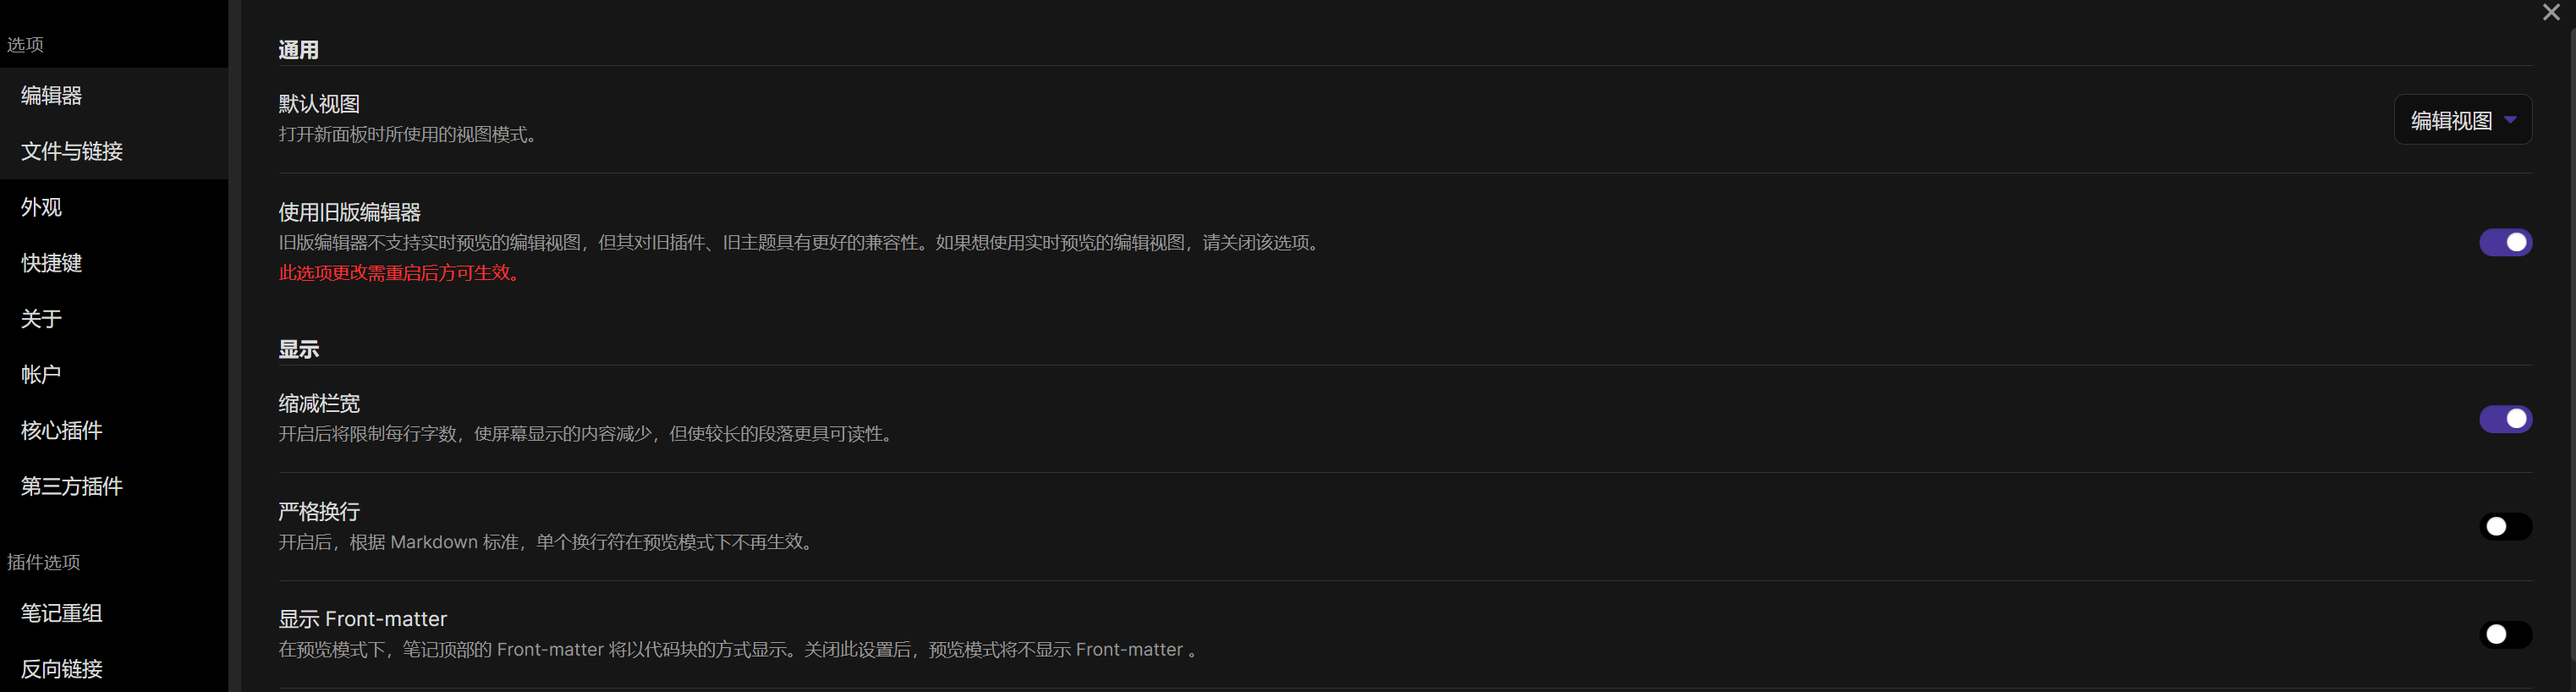 选项
编辑器
文件与链接
外观
快捷键
关于
帐户
核心插件
第三方插件
插件选项
笔记重组
反向链接
通用
默认视图
打开新面板时所使用的视图模式。
编辑视图
使用旧版编辑器
旧版编辑器不支持实时预览的编辑视图，但其对旧插件、旧主题具有更好的兼容性。如果想使用实时预览的编辑视图，请关闭该选项。
此选项更改需重启后方可生效。
显示
缩减栏宽
开启后将限制每行字数，使屏幕显示的内容减少，但使较长的段落更具可读性。
严格换行
开启后，根据 Markdown 标准，单个换行符在预览模式下不再生效。
显示 Front-matter
在预览模式下，笔记顶部的 Front-matter 将以代码块的方式显示。关闭此设置后，预览模式将不显示 Front-matter 。